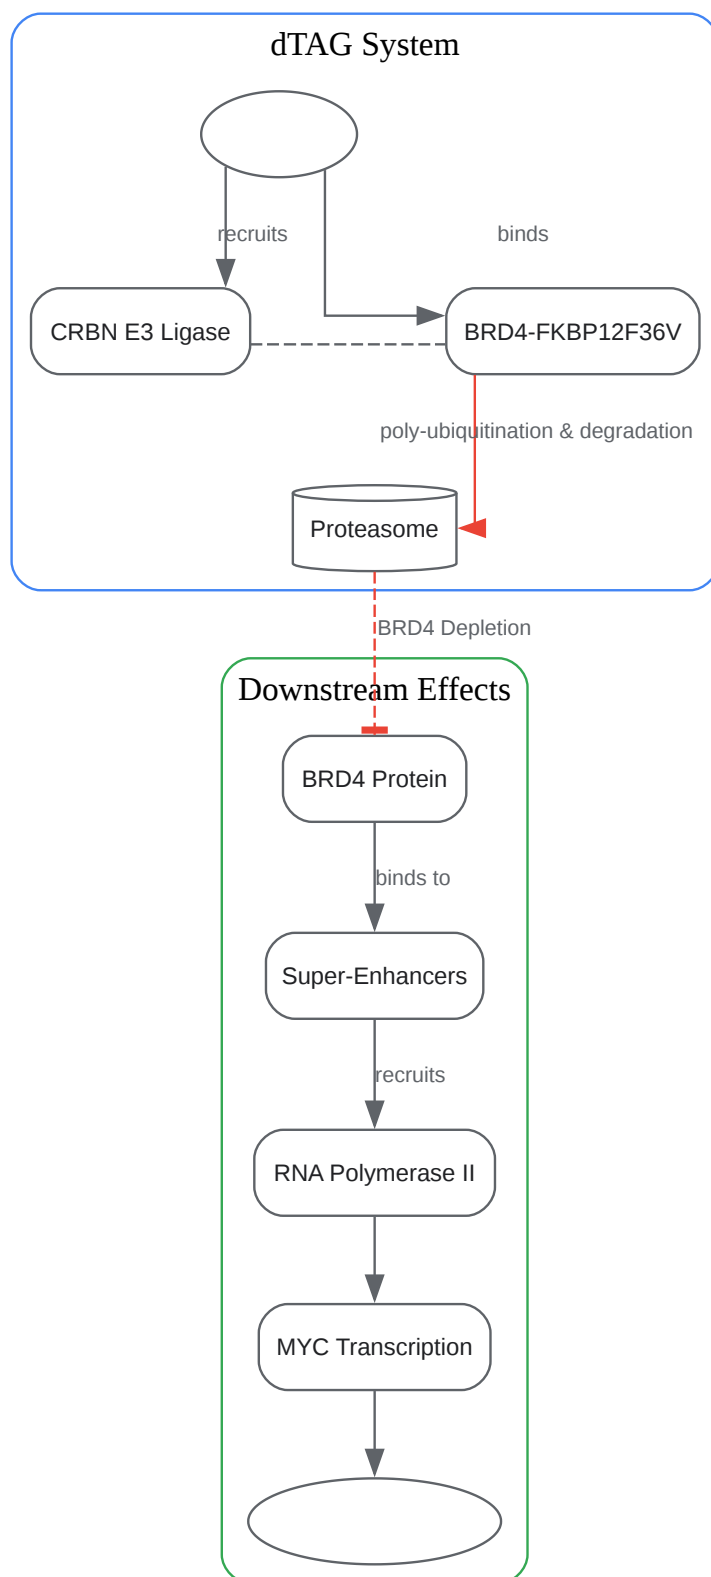 dTAG System
recruits
binds
CRBN E3 Ligase
BRD4-FKBP12F36V
poly-ubiquitination & degradation
Proteasome
BRD4 Depletion
Downstream Effects
BRD4 Protein
binds to
Super-Enhancers
recruits
RNA Polymerase II
MYC Transcription